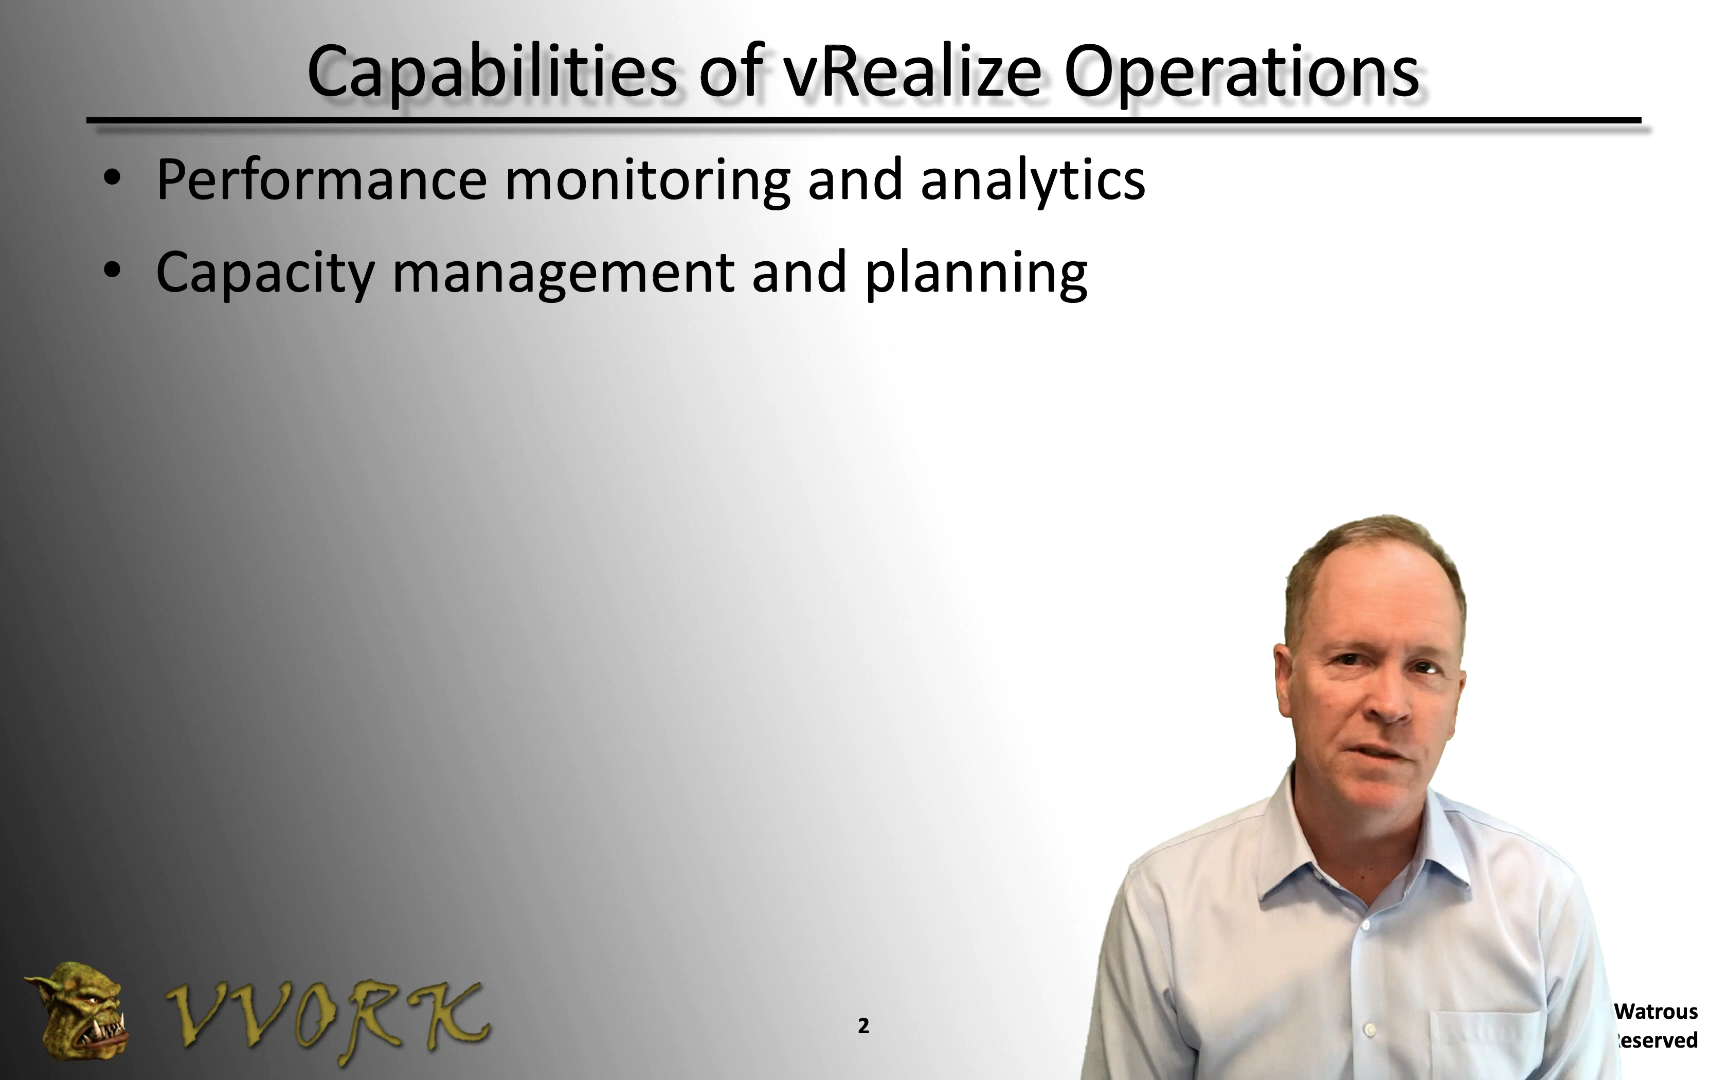 Capabilities of vRealize Operations
• Performance monitoring and analytics
• Capacity management and planning
VVORK
2
Watrous